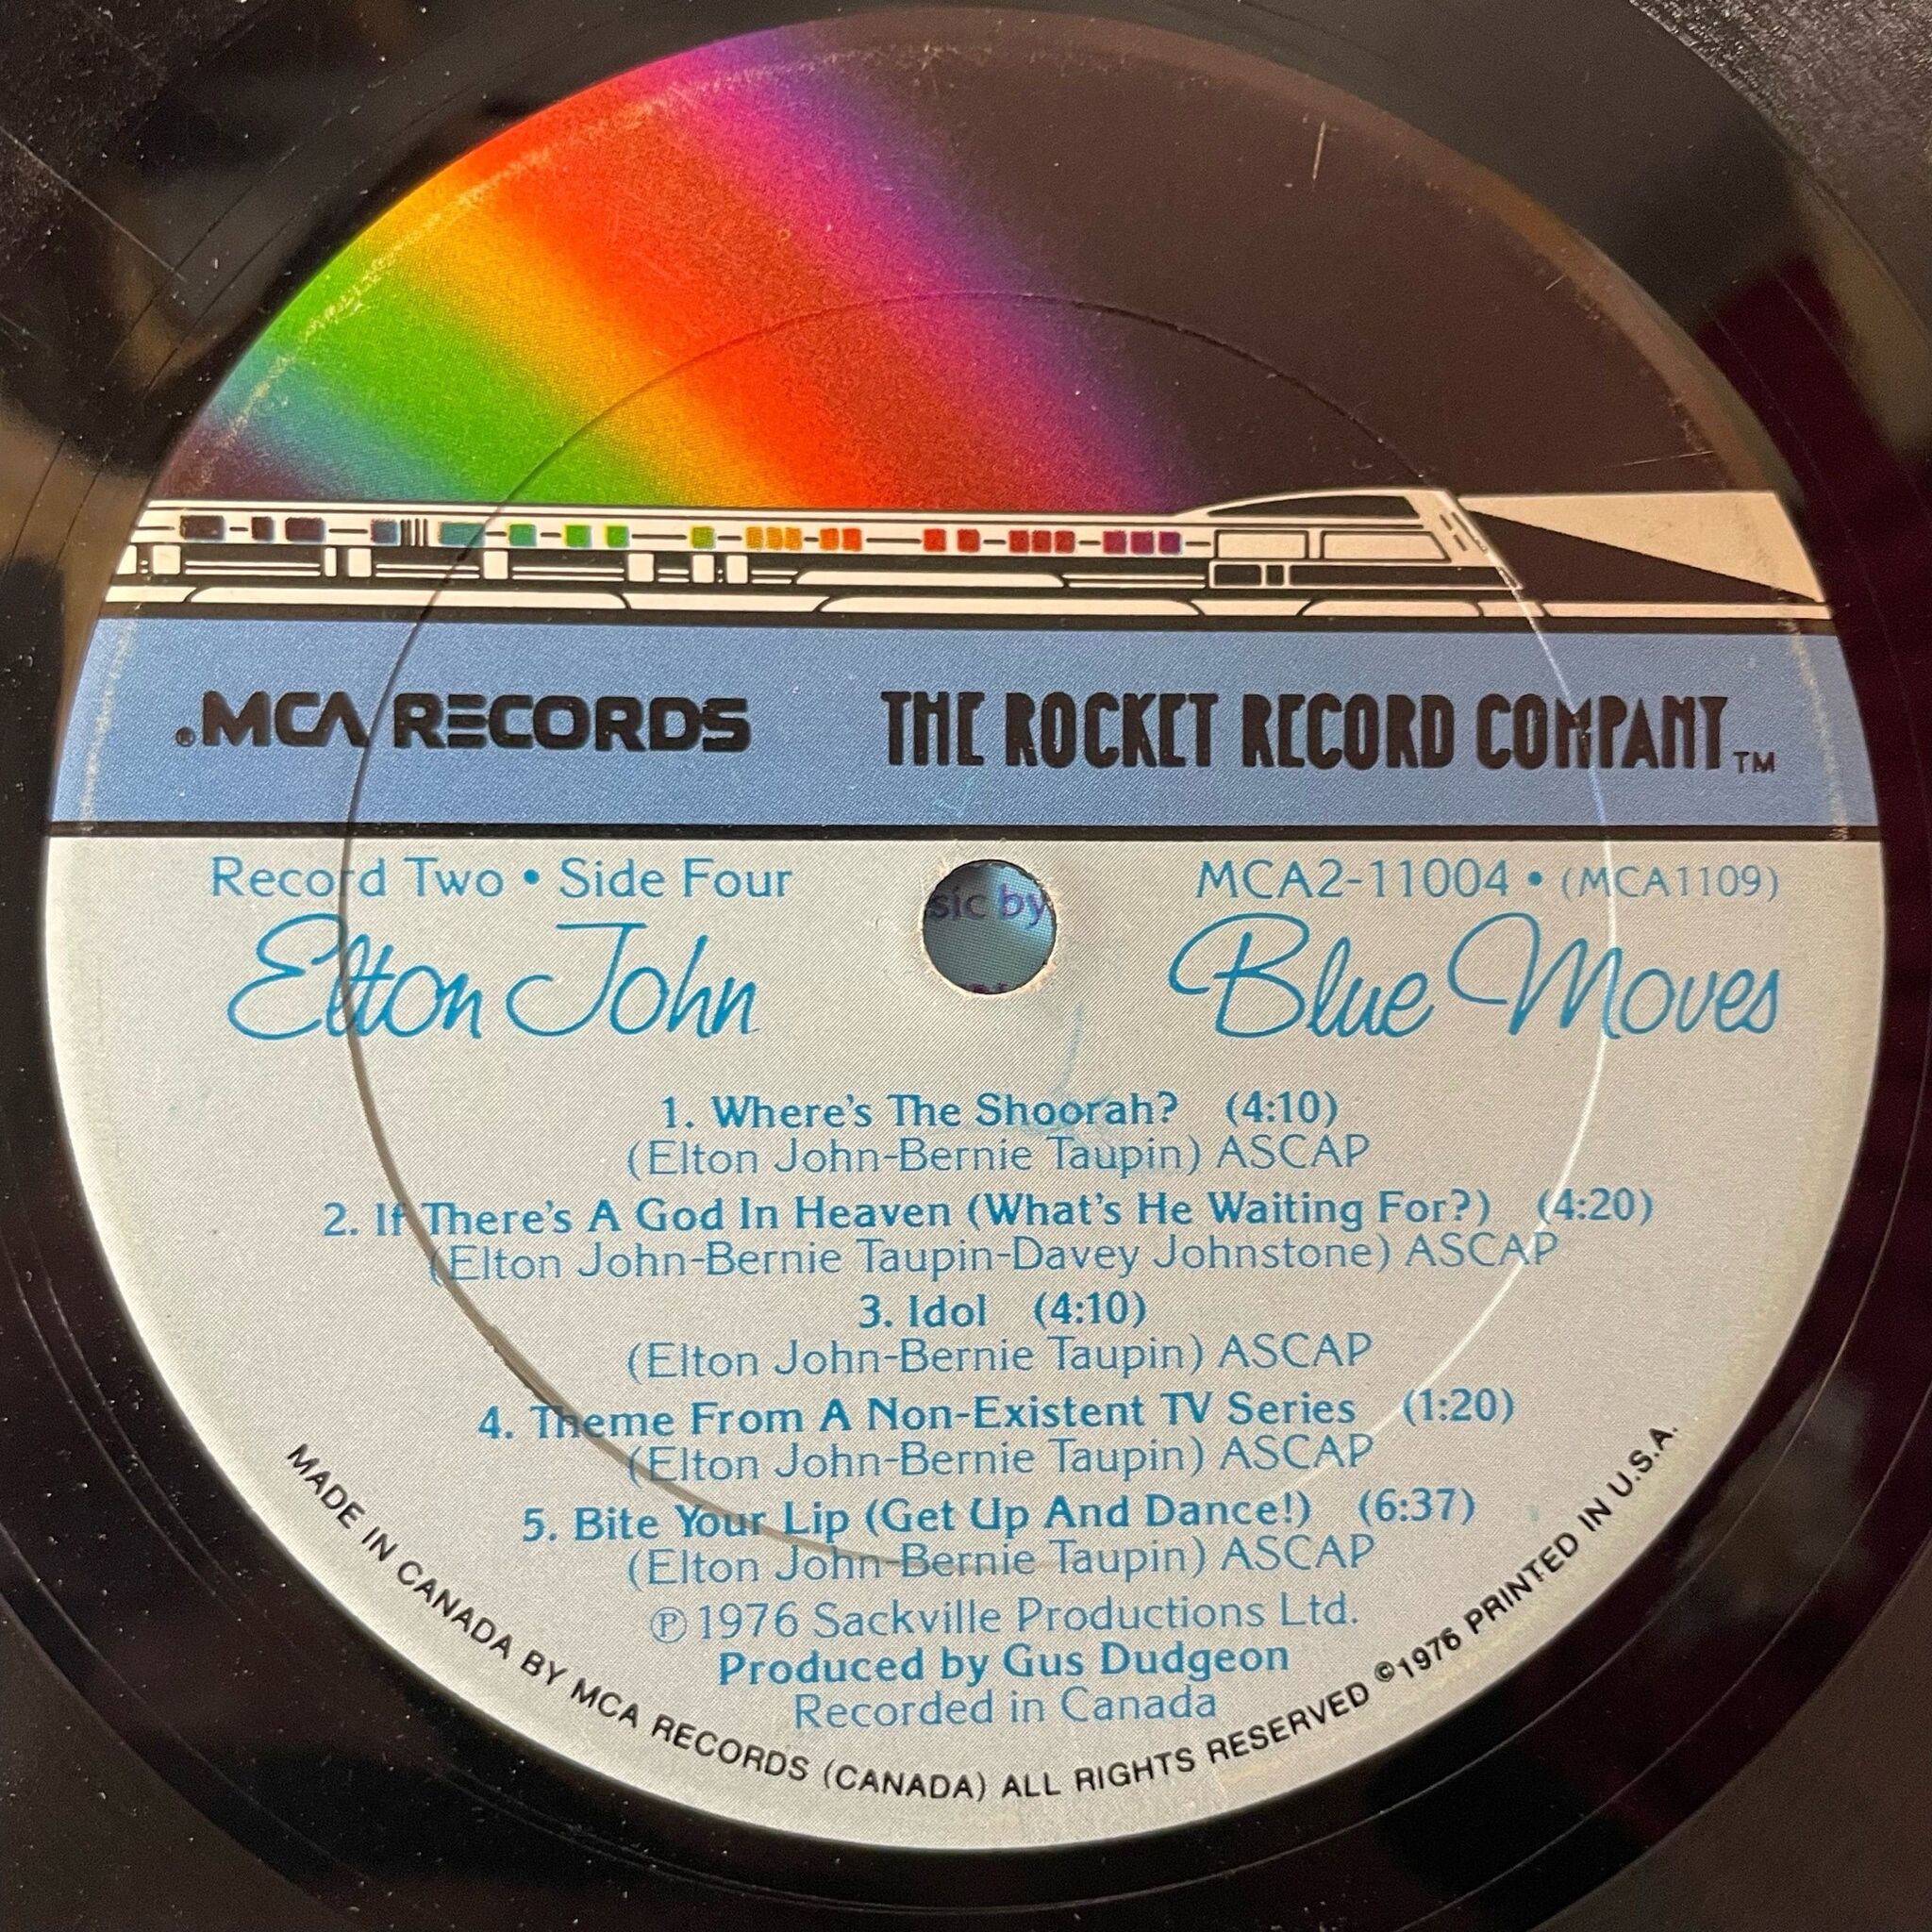 ®.MCA RECORDS THE ROCKET RECORD COMPANY™
Record Two • Side Four
MCA2-11004 • (MCA1109)
Elton John
Blue Moves
sic by
1. Where's The Shoorah? (4:10)
(Elton John-Bernie Taupin) ASCAP
2. If There's A God In Heaven (What's He Waiting For?) (4:20)
(Elton John-Bernie Taupin-Davey Johnstone) ASCAP
3. Idol (4:10)
(Elton John-Bernie Taupin) ASCAP
4. Theme From A Non-Existent TV Series (1:20)
(Elton John-Bernie Taupin) ASCAP
5. Bite Your Lip (Get Up And Dance!) (6:37)
(Elton John-Bernie Taupin) ASCAP
℗ 1976 Sackville Productions Ltd.
Produced by Gus Dudgeon
Recorded in Canada
MADE IN CANADA BY MCA RECORDS (CANADA) ALL RIGHTS RESERVED ©1976 PRINTED IN U.S.A.